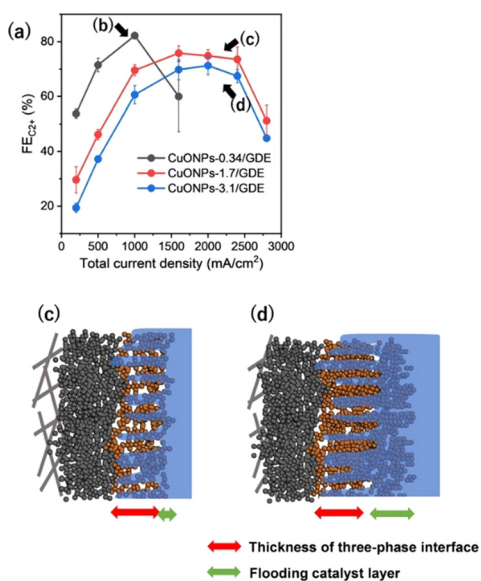 (a)
(b)
(c)
(d)
80
60
40
20
FEC2+ (%)
CuONPs-0.34/GDE
CuONPs-1.7/GDE
CuONPs-3.1/GDE
0 500 1000 1500 2000 2500 3000
Total current density (mA/cm²)
(c)
(d)
Thickness of three-phase interface
Flooding catalyst layer